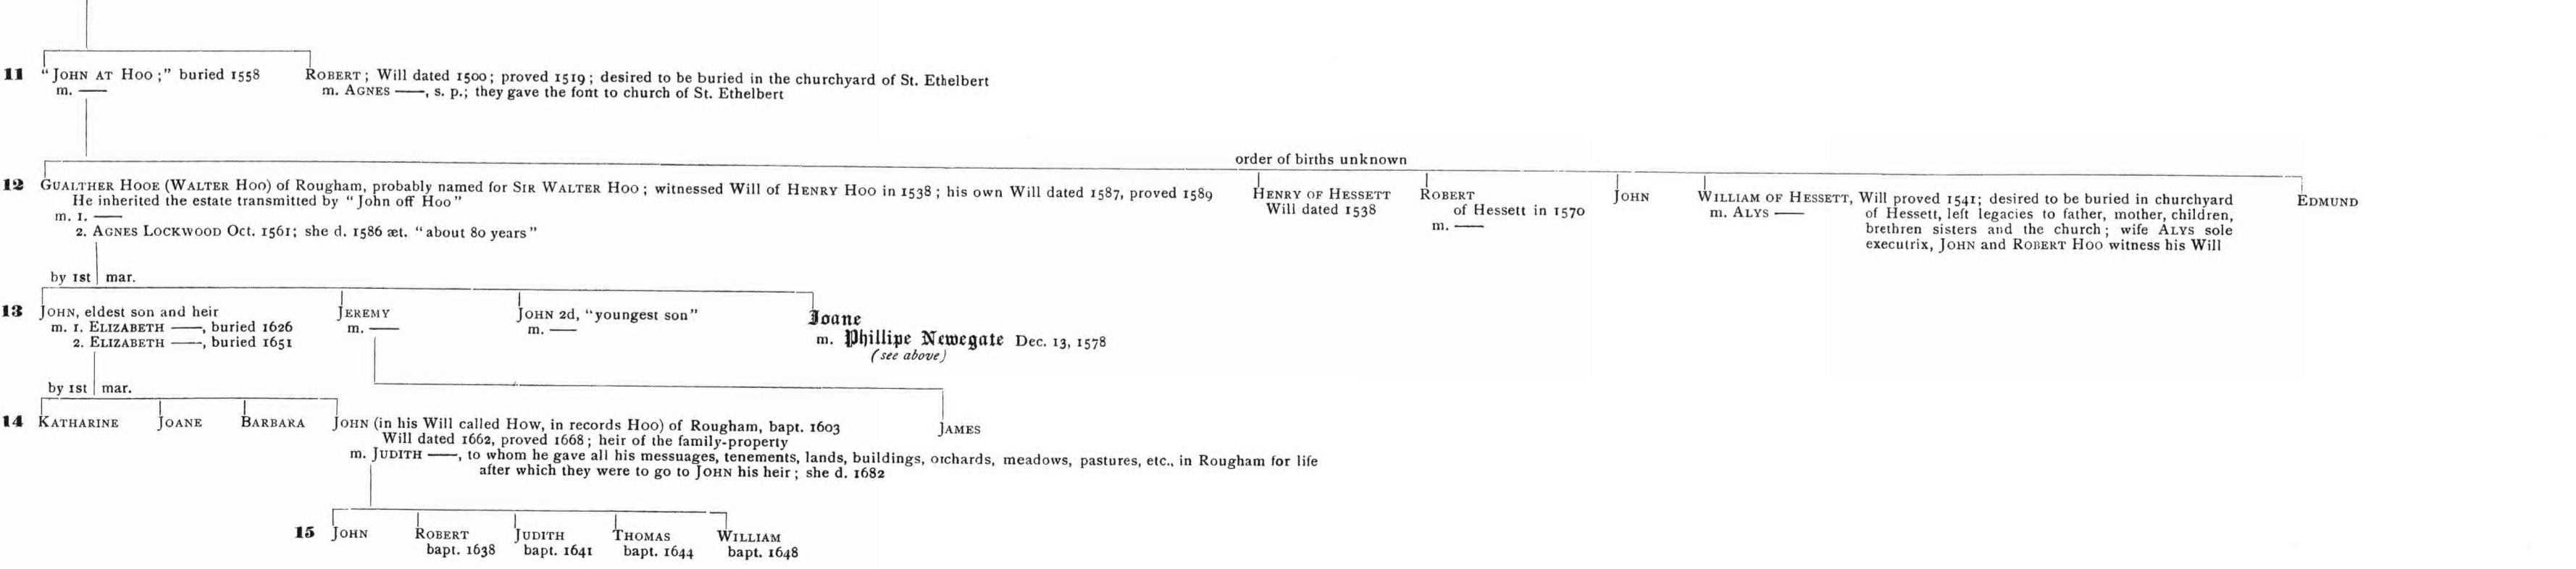 11 "JOHN AT HOO;" buried 1558
m. ——
ROBERT; Will dated 1500; proved 1519; desired to be buried in the churchyard of St. Ethelbert
m. AGNES ——, s. p.; they gave the font to church of St. Ethelbert
order of births unknown
12 GUALTHER HOOE (WALTER HOO) of Rougham, probably named for SIR WALTER HOO; witnessed Will of HENRY HOO in 1538; his own Will dated 1587, proved 1589
He inherited the estate transmitted by "John off Hoo"
m. 1. ——
2. AGNES LOCKWOOD Oct. 1561; she d. 1586 æt. "about 80 years"
HENRY OF HESSETT
Will dated 1538
ROBERT
of Hessett in 1570
m. ——
JOHN
WILLIAM OF HESSETT, Will proved 1541; desired to be buried in churchyard
m. ALYS —— of Hessett, left legacies to father, mother, children,
brethren sisters and the church; wife ALYS sole
executrix, JOHN and ROBERT HOO witness his Will
EDMUND
by 1st mar.
13 JOHN, eldest son and heir
m. 1. ELIZABETH ——, buried 1626
2. ELIZABETH ——, buried 1651
JEREMY
m. ——
JOHN 2d, "youngest son"
m. ——
Joane
m. Phillipe Newegate Dec. 13, 1578
(see above)
by 1st mar.
14 KATHARINE
JOANE
BARBARA
JOHN (in his Will called How, in records Hoo) of Rougham, bapt. 1603
Will dated 1662, proved 1668; heir of the family-property
m. JUDITH ——, to whom he gave all his messuages, tenements, lands, buildings, orchards, meadows, pastures, etc., in Rougham for life
after which they were to go to JOHN his heir; she d. 1682
JAMES
15 JOHN
ROBERT
bapt. 1638
JUDITH
bapt. 1641
THOMAS
bapt. 1644
WILLIAM
bapt. 1648